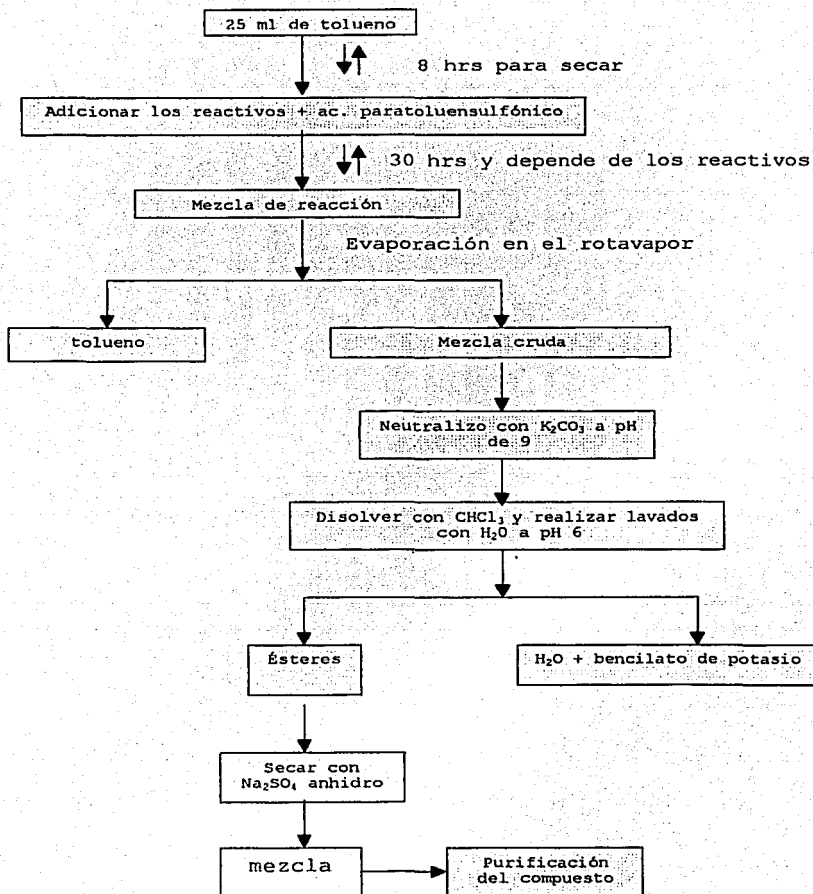 25 ml de tolueno
8 hrs para secar
Adicionar los reactivos + ac. paratoluensulfónico
30 hrs y depende de los reactivos
Mezcla de reacción
Evaporación en el rotavapor
tolueno
Mezcla cruda
Neutralizo con K₂CO₃ a pH
de 9
Disolver con CHCl₃ y realizar lavados
con H₂O a pH 6
Ésteres
H₂O + bencilato de potasio
Secar con
Na₂SO₄ anhidro
mezcla
Purificación
del compuesto